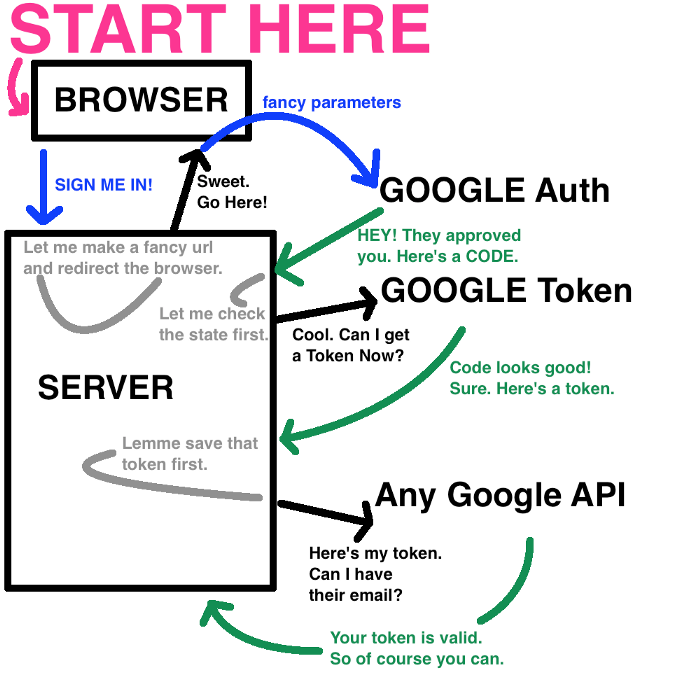 START HERE
BROWSER
fancy parameters
SIGN ME IN!
Sweet.
Go Here!
GOOGLE Auth
Let me make a fancy url
and redirect the browser.
HEY! They approved
you. Here's a CODE.
GOOGLE Token
Let me check
the state first.
Cool. Can I get
a Token Now?
Code looks good!
Sure. Here's a token.
SERVER
Lemme save that
token first.
Any Google API
Here's my token.
Can I have
their email?
Your token is valid.
So of course you can.